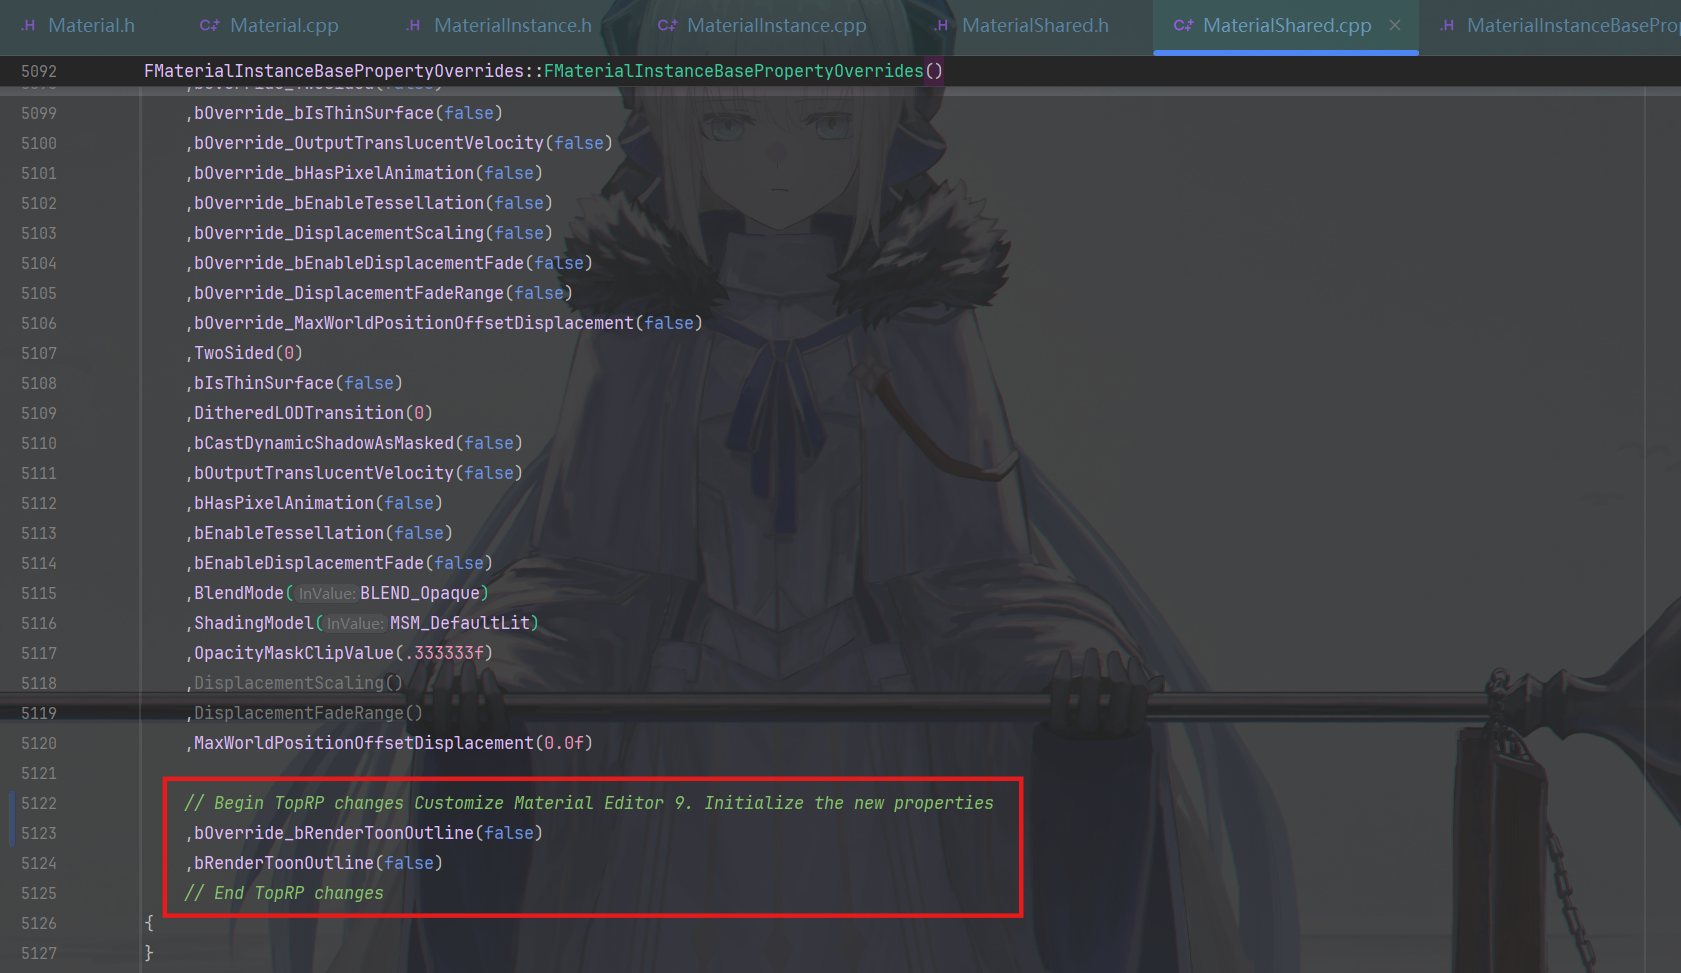 .H Material.h C++ Material.cpp .H MaterialInstance.h C++ MaterialInstance.cpp .H MaterialShared.h C++ MaterialShared.cpp × .H MaterialInstanceBasePro
5092 FMaterialInstanceBasePropertyOverrides::FMaterialInstanceBasePropertyOverrides()
5099 ,bOverride_bIsThinSurface(false)
5100 ,bOverride_OutputTranslucentVelocity(false)
5101 ,bOverride_bHasPixelAnimation(false)
5102 ,bOverride_bEnableTessellation(false)
5103 ,bOverride_DisplacementScaling(false)
5104 ,bOverride_bEnableDisplacementFade(false)
5105 ,bOverride_DisplacementFadeRange(false)
5106 ,bOverride_MaxWorldPositionOffsetDisplacement(false)
5107 ,TwoSided(0)
5108 ,bIsThinSurface(false)
5109 ,DitheredLODTransition(0)
5110 ,bCastDynamicShadowAsMasked(false)
5111 ,bOutputTranslucentVelocity(false)
5112 ,bHasPixelAnimation(false)
5113 ,bEnableTessellation(false)
5114 ,bEnableDisplacementFade(false)
5115 ,BlendMode(InValue:BLEND_Opaque)
5116 ,ShadingModel(InValue:MSM_DefaultLit)
5117 ,OpacityMaskClipValue(.333333f)
5118 ,DisplacementScaling()
5119 ,DisplacementFadeRange()
5120 ,MaxWorldPositionOffsetDisplacement(0.0f)
5121
5122 // Begin TopRP changes Customize Material Editor 9. Initialize the new properties
5123 ,bOverride_bRenderToonOutline(false)
5124 ,bRenderToonOutline(false)
5125 // End TopRP changes
5126 {
5127 }